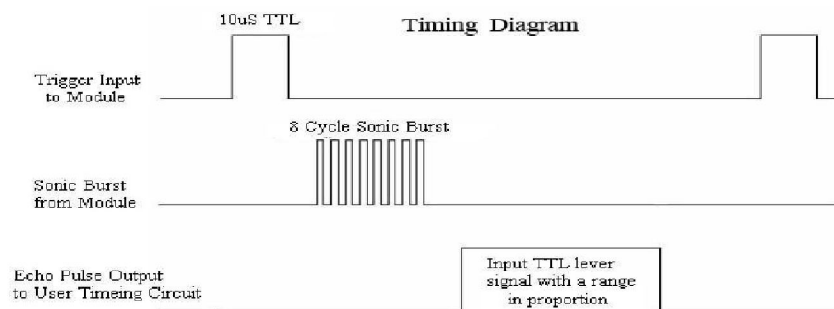 10uS TTL
Timing Diagram
Trigger Input
to Module
8 Cycle Sonic Burst
Sonic Burst
from Module
Echo Pulse Output
to User Timeing Circuit
Input TTL lever
signal with a range
in proportion